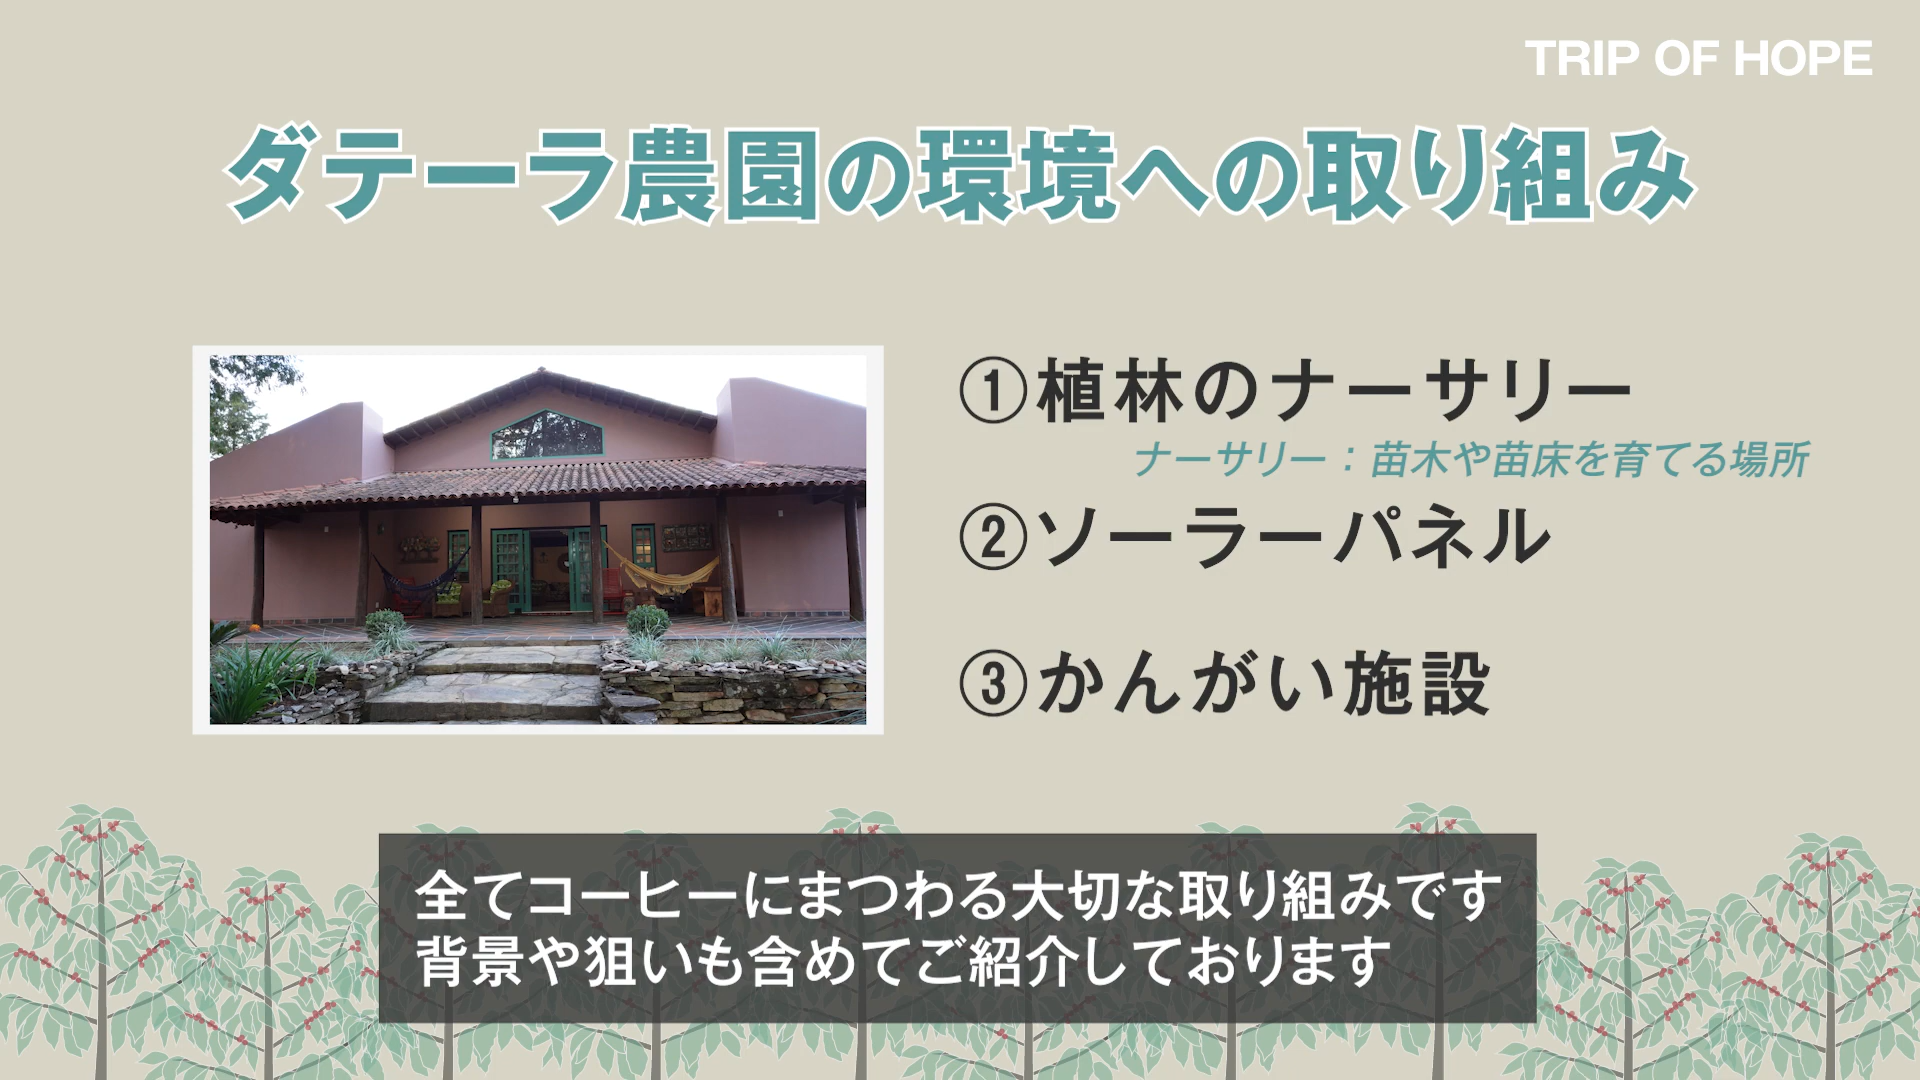 TRIP OF HOPE
ダテーラ農園の環境への取り組み
①植林のナーサリー
ナーサリー：苗木や苗床を育てる場所
②ソーラーパネル
③かんがい施設
全てコーヒーにまつわる大切な取り組みです
背景や狙いも含めてご紹介しております